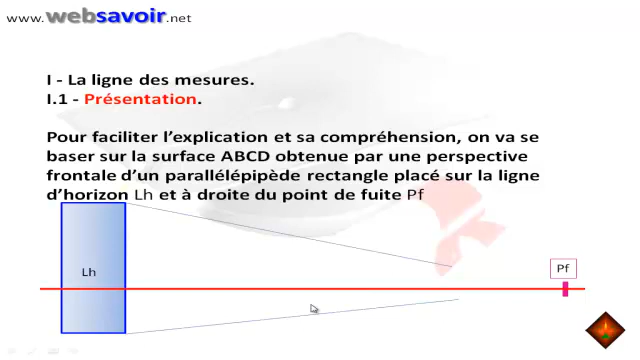 www.websavoir.net
I - La ligne des mesures.
I.1 - Présentation.
Pour faciliter l'explication et sa compréhension, on va se
baser sur la surface ABCD obtenue par une perspective
frontale d'un parallélépipède rectangle placé sur la ligne
d'horizon Lh et à droite du point de fuite Pf
Lh
Pf